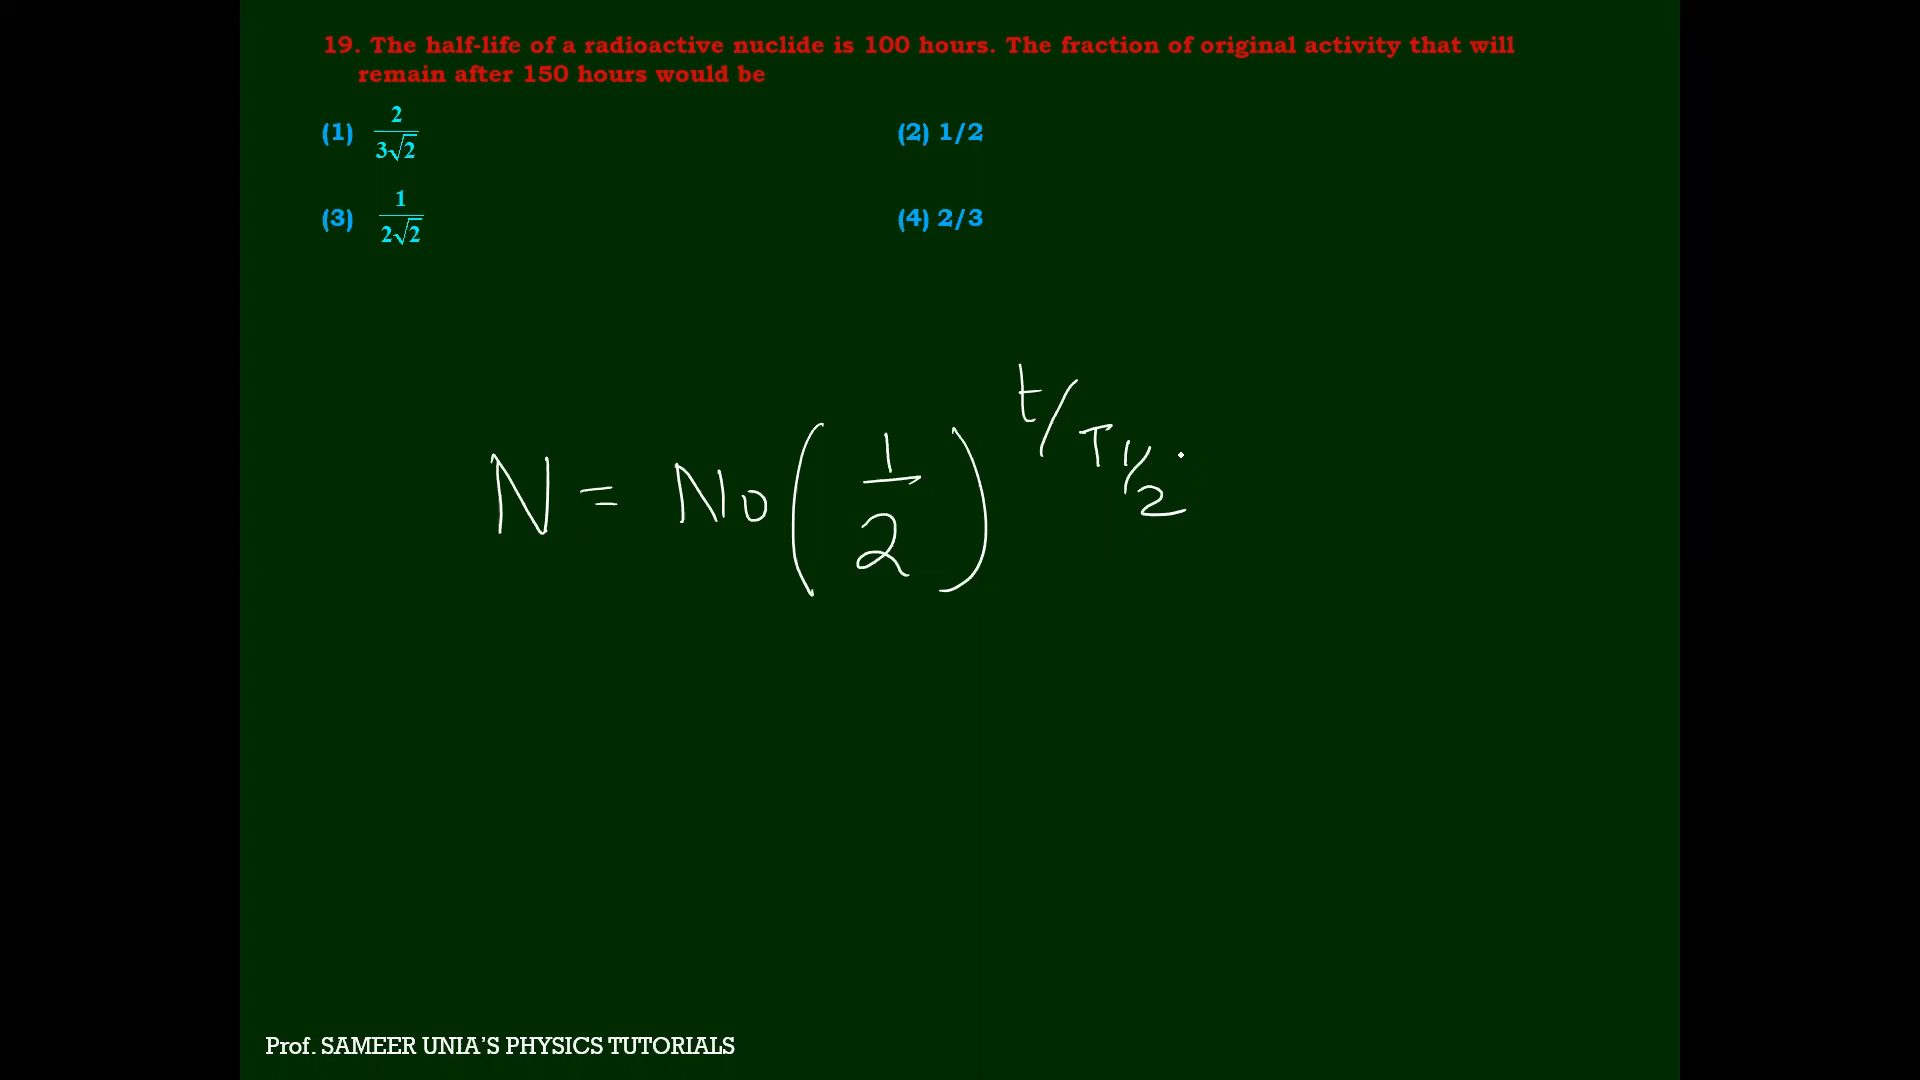 19. The half-life of a radioactive nuclide is 100 hours. The fraction of original activity that will
remain after 150 hours would be
(1) 2/(3√2) (2) 1/2
(3) 1/(2√2) (4) 2/3
N = No (1/2)^(t/T1/2)
Prof. SAMEER UNIA'S PHYSICS TUTORIALS